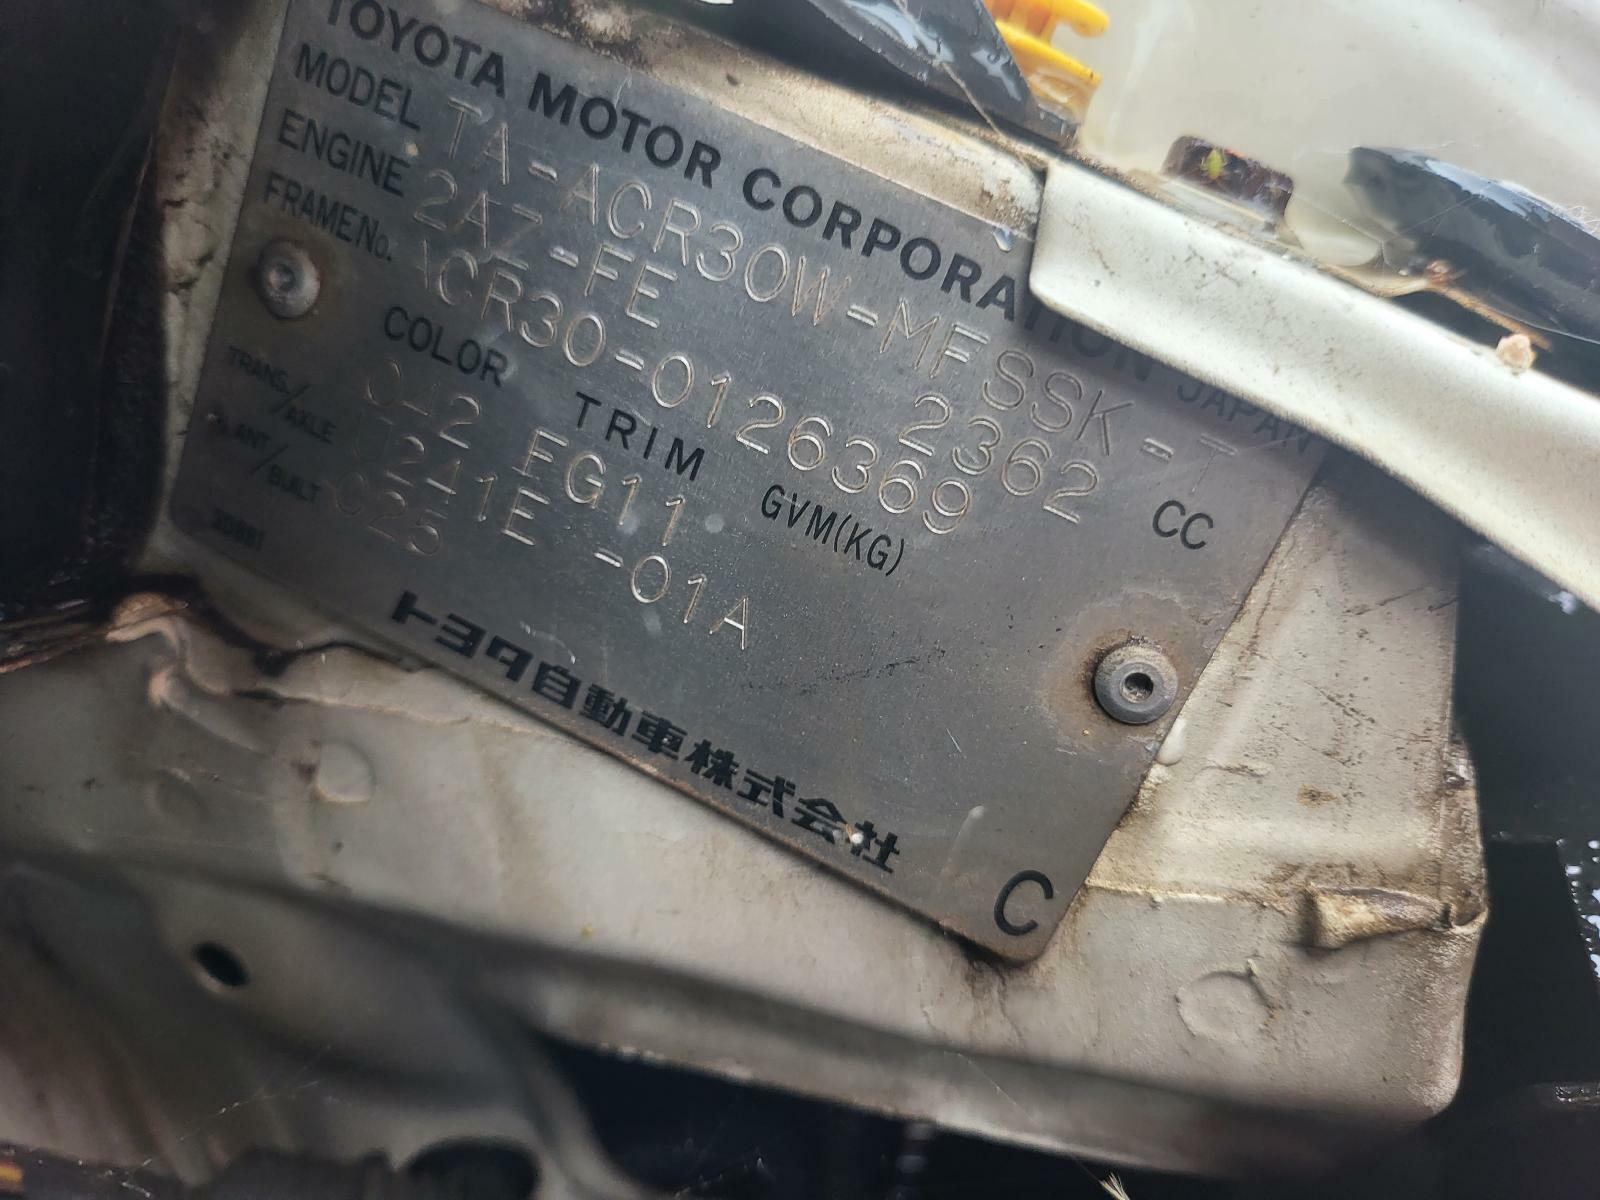 TOYOTA MOTOR CORPORATION JAPAN
MODEL TA-ACR30W-MFSSK-T
ENGINE 2AZ-FE 2362 CC
FRAME No. ACR30-0126369
COLOR TRIM GVM(KG)
042 FG11
TRANS./AXLE U241E -01A
PLANT/BUILT C25
トヨタ自動車株式会社
C